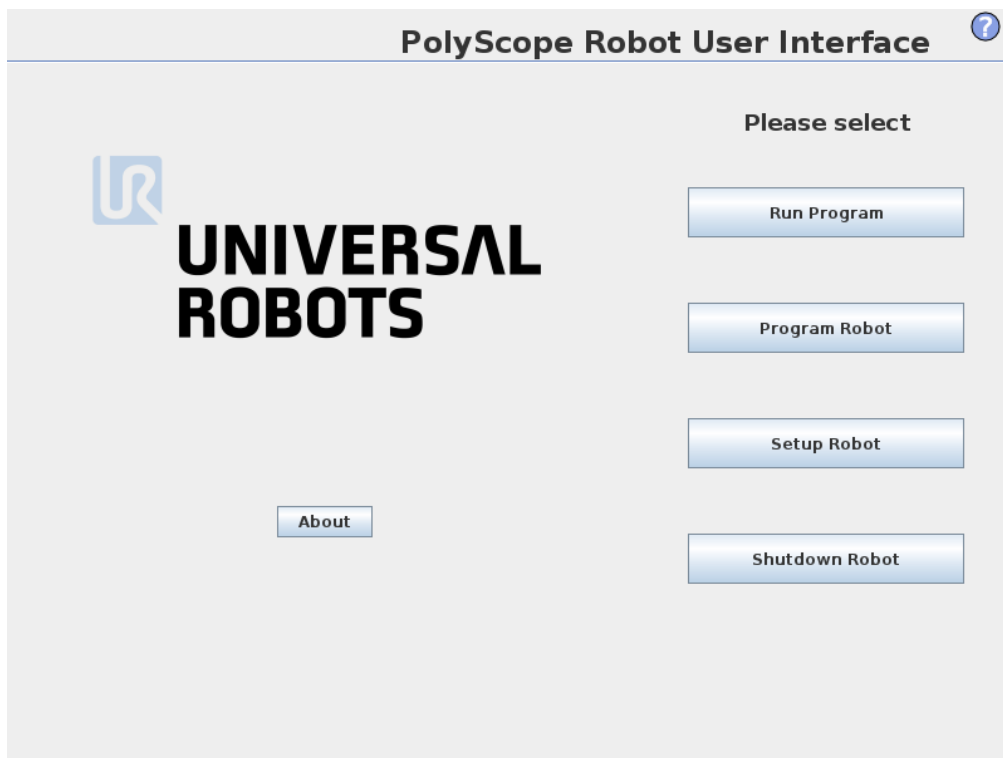 PolyScope Robot User Interface
?
Please select
UR
UNIVERSAL
ROBOTS
Run Program
Program Robot
Setup Robot
About
Shutdown Robot